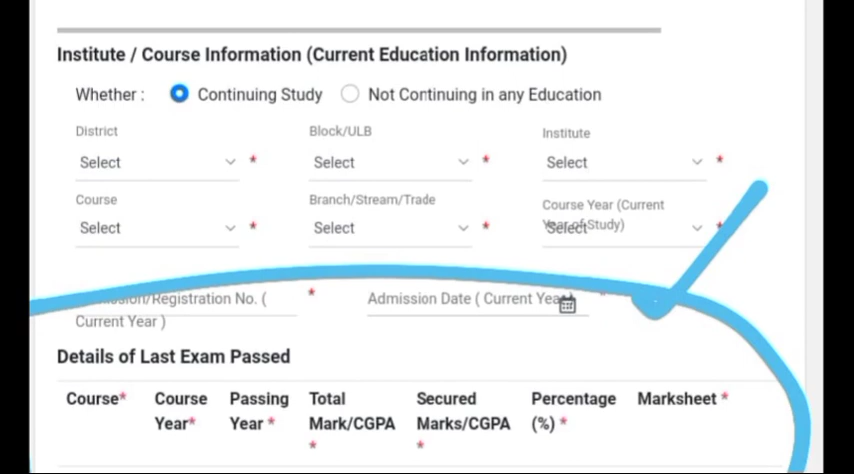 Institute / Course Information (Current Education Information)
Whether : Continuing Study Not Continuing in any Education
District Block/ULB Institute
Select * Select * Select *
Course Branch/Stream/Trade Course Year (Current
Year of Study)
Select * Select * Select *
/Registration No. ( * Admission Date ( Current Year ) *
Current Year )
Details of Last Exam Passed
Course* Course Passing Total Secured Percentage Marksheet *
Year* Year * Mark/CGPA Marks/CGPA (%) *
* *